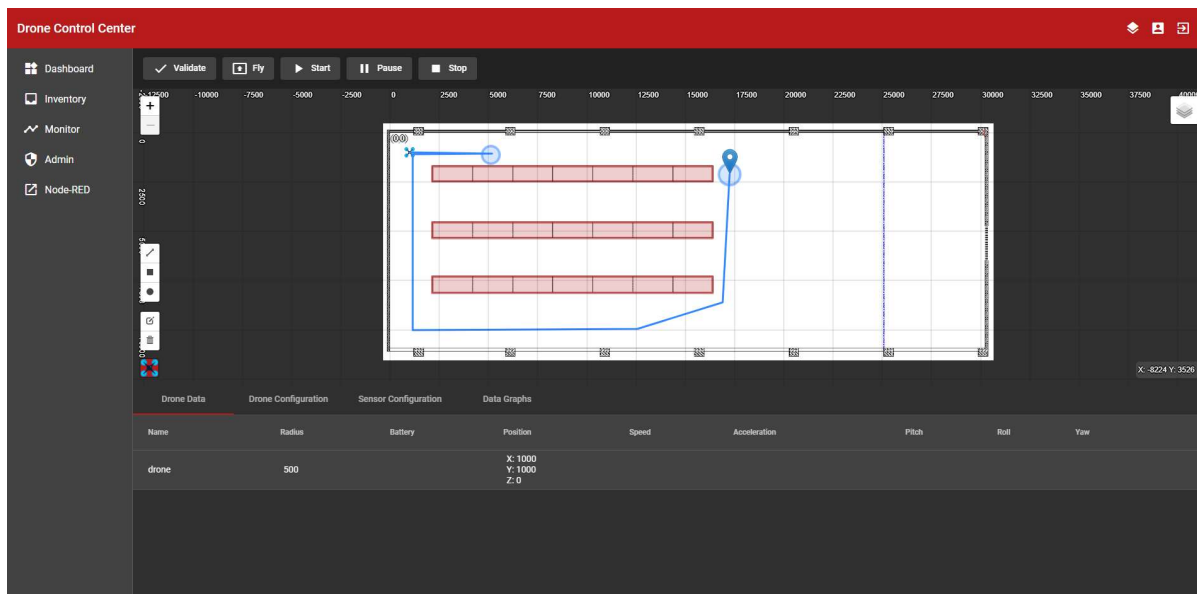 Drone Control Center
Dashboard
Inventory
Monitor
Admin
Node-RED
Validate Fly Start Pause Stop
-12500 -10000 -7500 -5000 -2500 0 2500 5000 7500 10000 12500 15000 17500 20000 22500 25000 27500 30000 32500 35000 37500 40000
+
(0,0)
0
2500
X: -8224 Y: 3526
Drone Data Drone Configuration Sensor Configuration Data Graphs
Name Radius Battery Position Speed Acceleration Pitch Roll Yaw
X: 1000
drone 500 Y: 1000
Z: 0